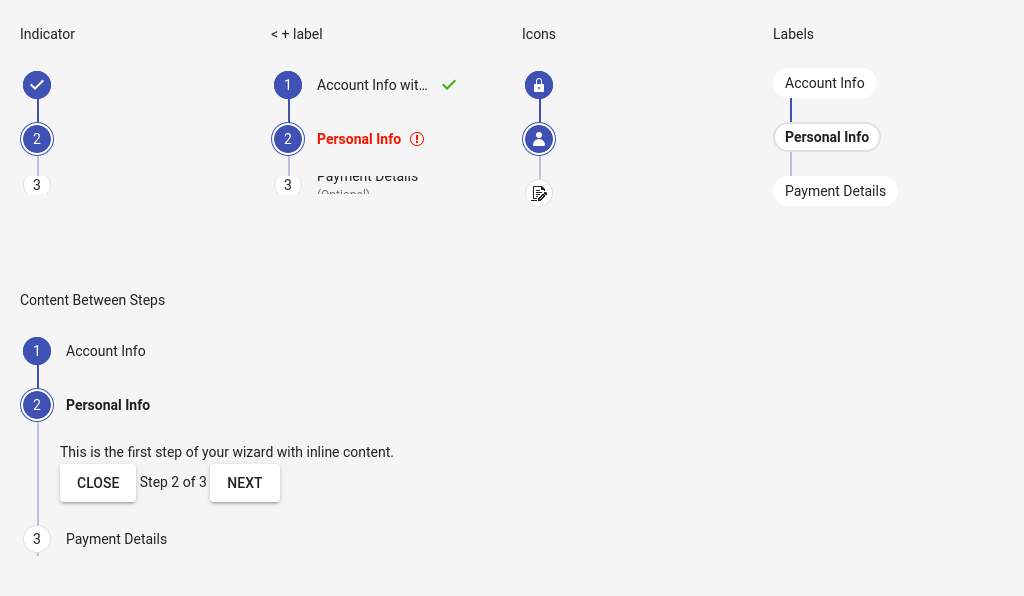 Indicator
< + label
Icons
Labels
1 Account Info wit...
Account Info
2
2 Personal Info
Personal Info
3
3 Payment Details
(Optional)
Payment Details
Content Between Steps
1 Account Info
2 Personal Info
This is the first step of your wizard with inline content.
CLOSE Step 2 of 3 NEXT
3 Payment Details